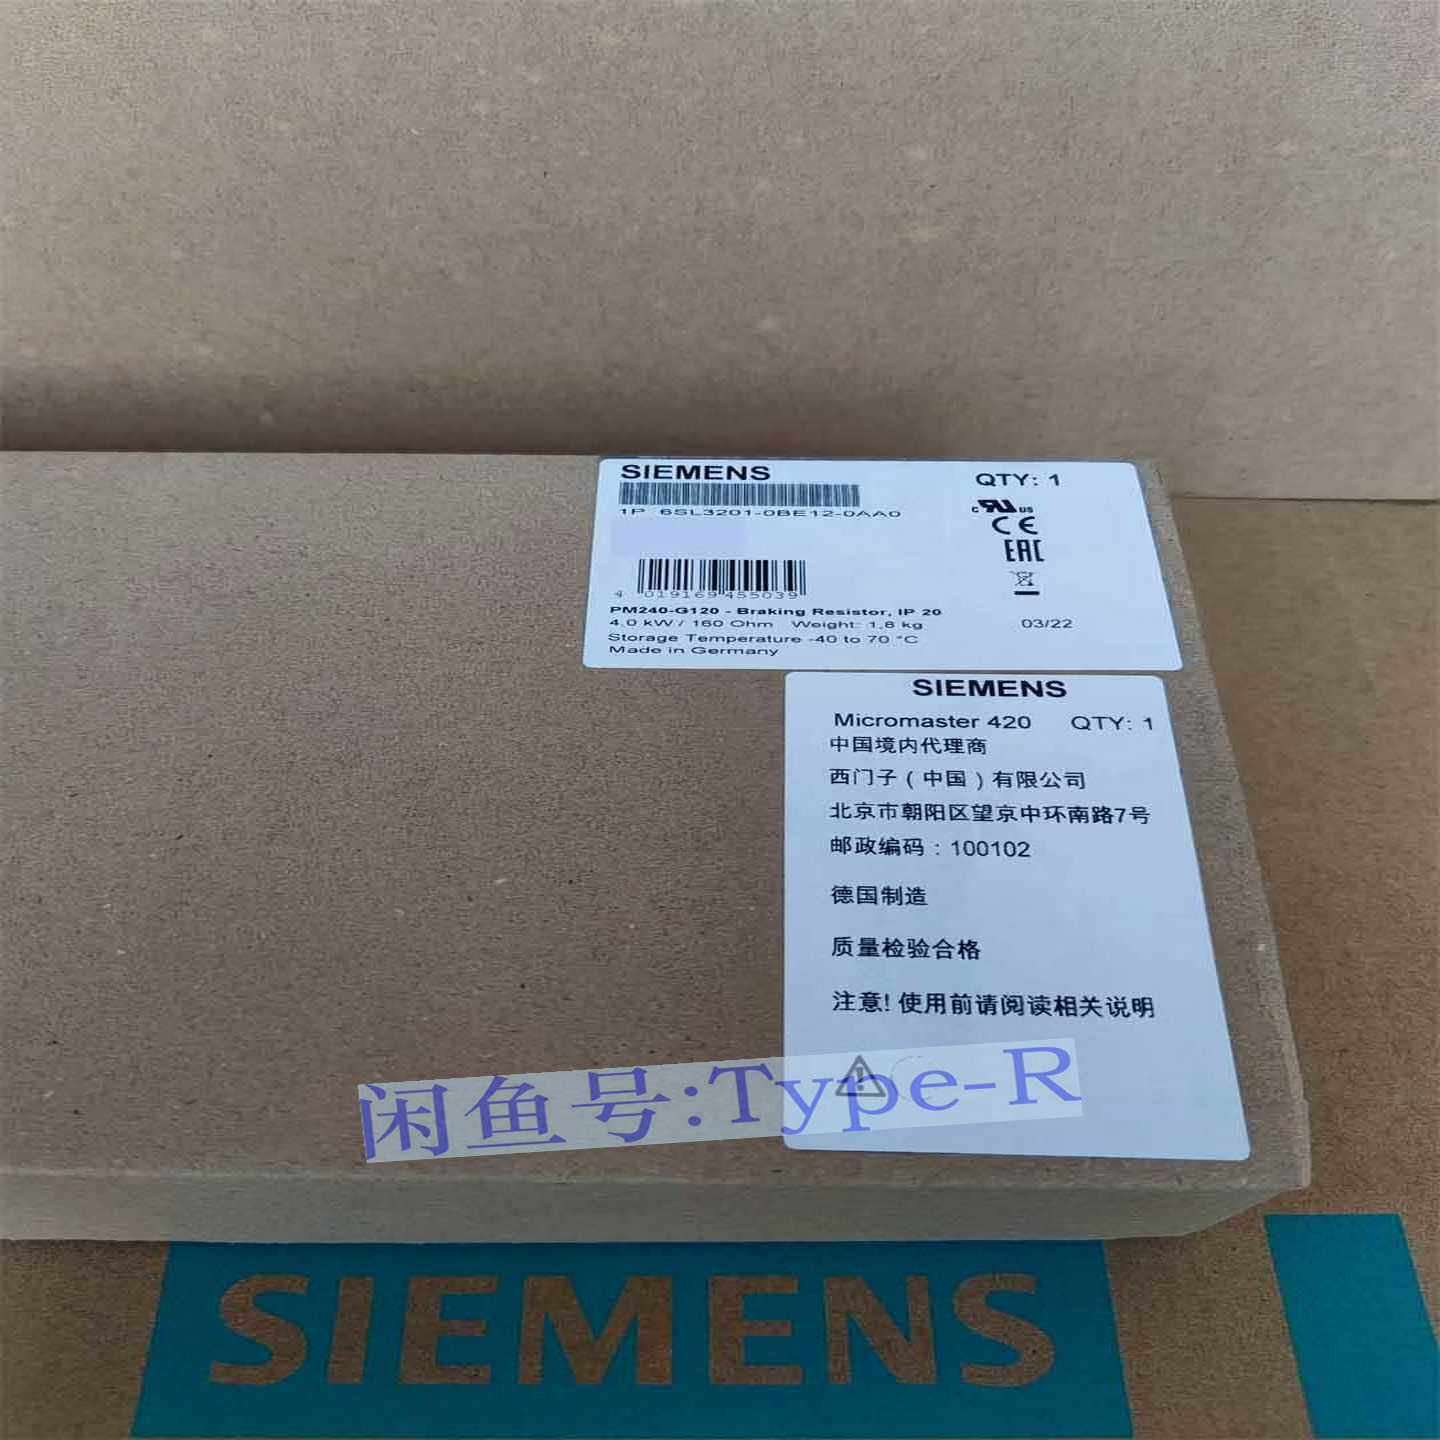 SIEMENS
QTY: 1
1P 6SL3201-0BE12-0AA0
c RU us
CE
EAC
4 019169 455039
PM240-G120 - Braking Resistor, IP 20
4,0 kW / 160 Ohm Weight: 1,6 kg
03/22
Storage Temperature -40 to 70 °C
Made in Germany
SIEMENS
Micromaster 420 QTY: 1
中国境内代理商
西门子（中国）有限公司
北京市朝阳区望京中环南路7号
邮政编码：100102
德国制造
质量检验合格
注意! 使用前请阅读相关说明
闲鱼号:Type-R
SIEMENS